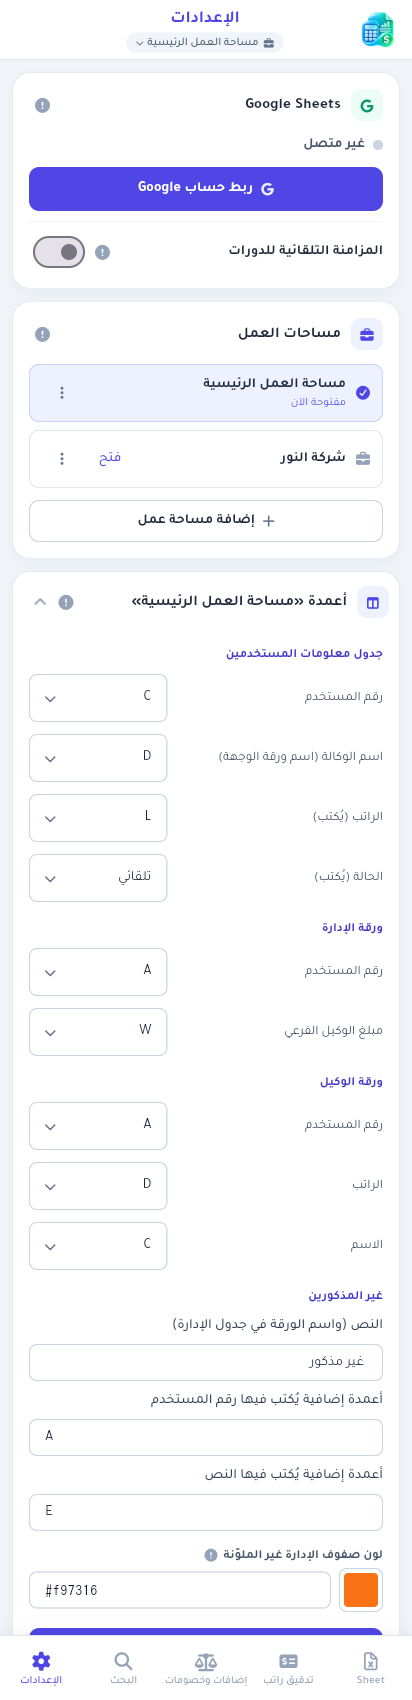 الإعدادات
مساحة العمل الرئيسية
Google Sheets
غير متصل
ربط حساب Google
المزامنة التلقائية للدورات
مساحات العمل
مساحة العمل الرئيسية
مفتوحة الآن
شركة النور
فتح
إضافة مساحة عمل
أعمدة «مساحة العمل الرئيسية»
جدول معلومات المستخدمين
رقم المستخدم
C
اسم الوكالة (اسم ورقة الوجهة)
D
الراتب (يُكتب)
L
الحالة (يُكتب)
تلقائي
ورقة الإدارة
رقم المستخدم
A
مبلغ الوكيل الفرعي
W
ورقة الوكيل
رقم المستخدم
A
الراتب
D
الاسم
C
غير المذكورين
النص (واسم الورقة في جدول الإدارة)
غير مذكور
أعمدة إضافية يُكتب فيها رقم المستخدم
A
أعمدة إضافية يُكتب فيها النص
E
لون صفوف الإدارة غير الملوّنة
#f97316
Sheet
تدقيق راتب
إضافات وخصومات
البحث
الإعدادات